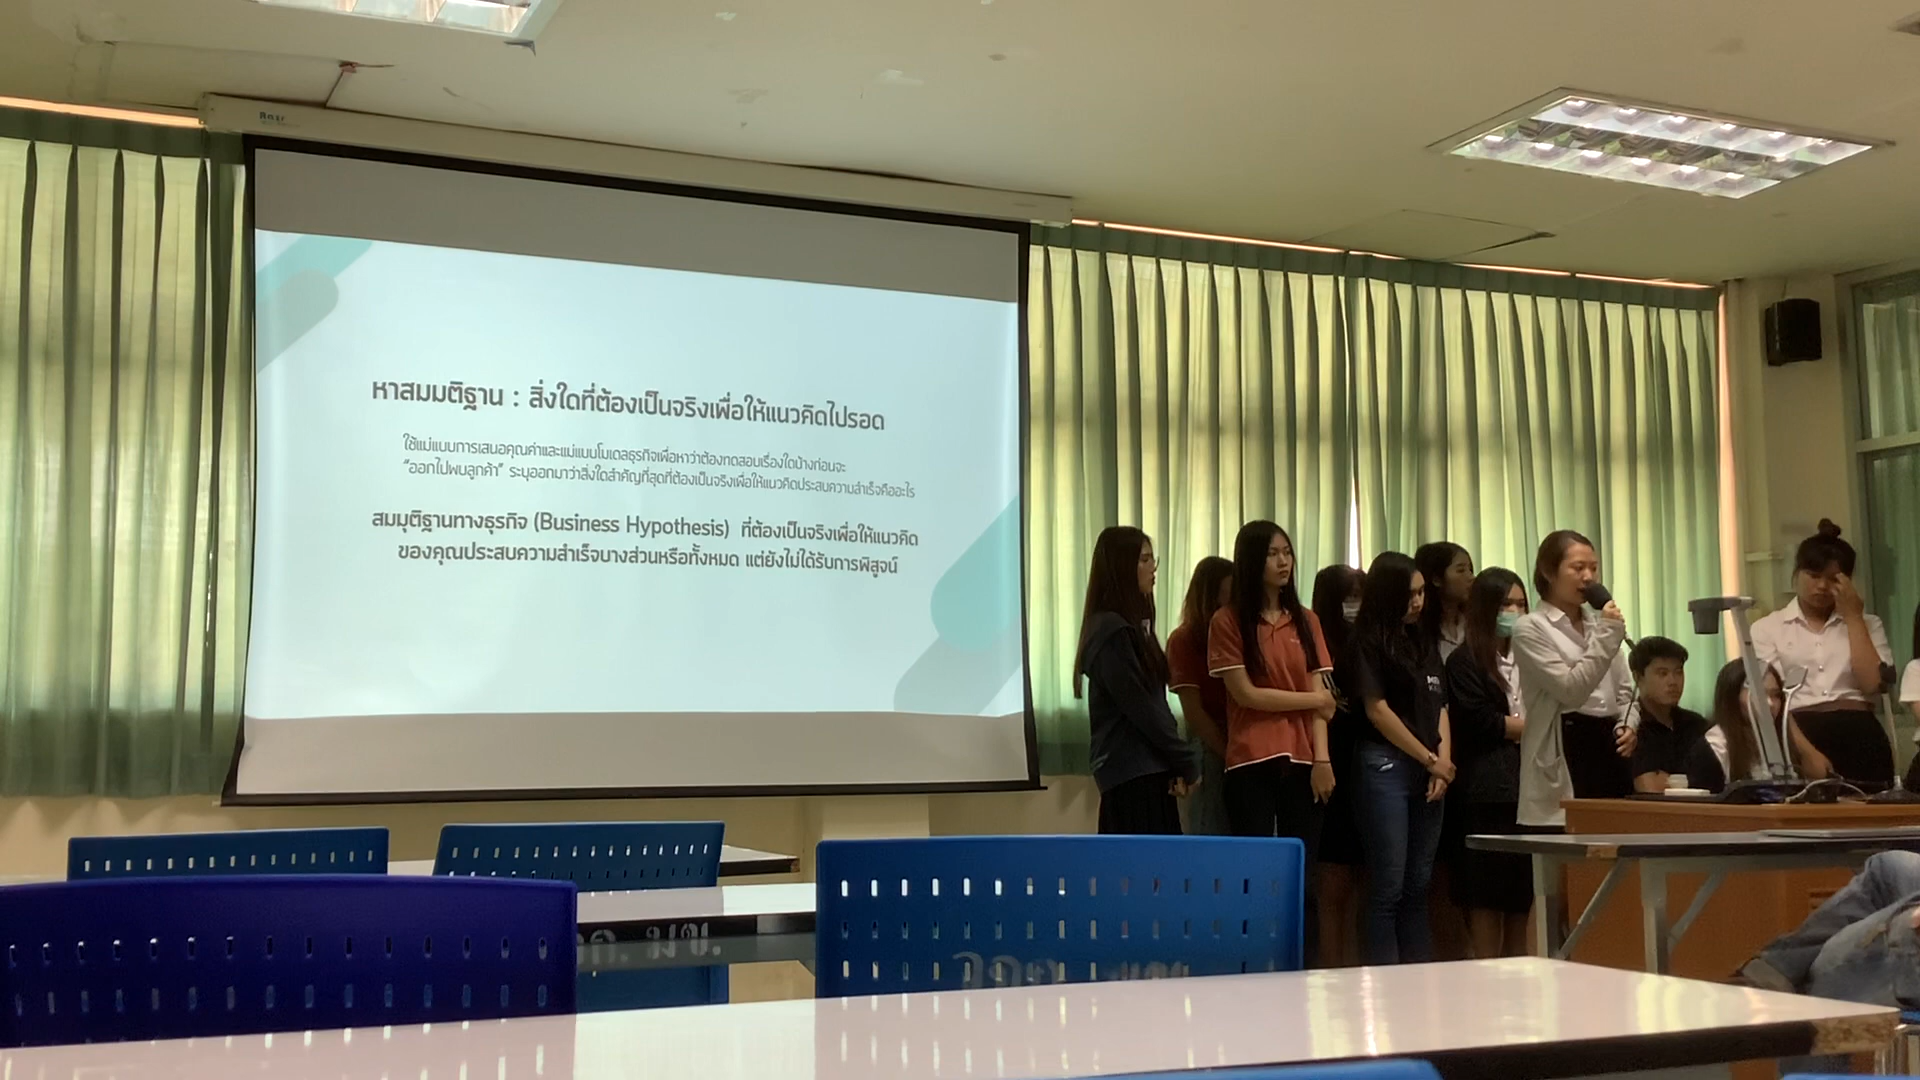 หาสมมติฐาน : สิ่งใดที่ต้องเป็นจริงเพื่อให้แนวคิดไปรอด
ใช้แม่แบบการเสนอคุณค่าและแม่แบบโมเดลธุรกิจเพื่อหาว่าต้องทดสอบเรื่องใดบ้างก่อนจะ
“ออกไปพบลูกค้า” ระบุออกมาว่าสิ่งใดสำคัญที่สุดที่ต้องเป็นจริงเพื่อให้แนวคิดประสบความสำเร็จคืออะไร
สมมุติฐานทางธุรกิจ (Business Hypothesis) ที่ต้องเป็นจริงเพื่อให้แนวคิด
ของคุณประสบความสำเร็จบางส่วนหรือทั้งหมด แต่ยังไม่ได้รับการพิสูจน์
มข.